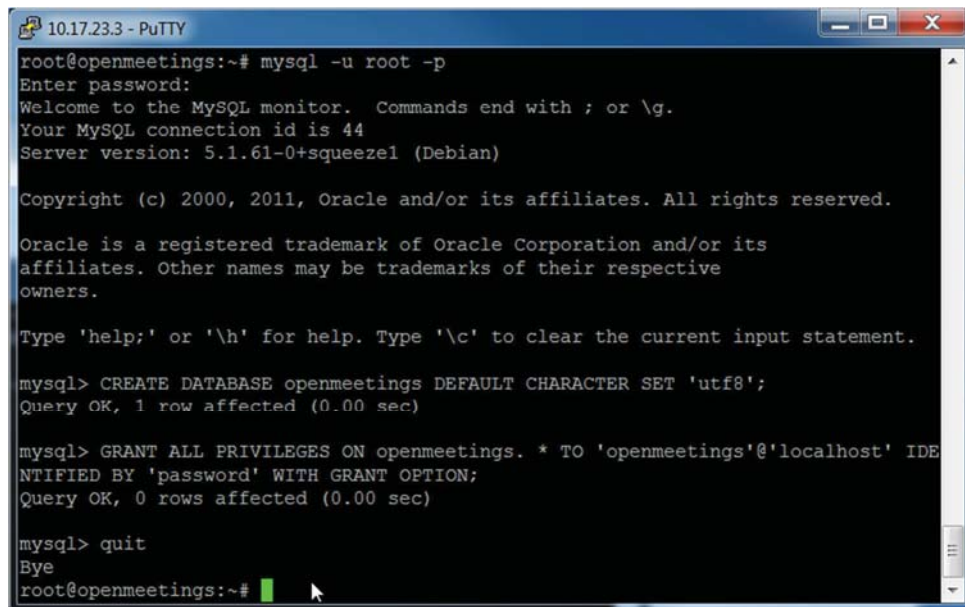 10.17.23.3 - PuTTY
root@openmeetings:~# mysql -u root -p
Enter password:
Welcome to the MySQL monitor.  Commands end with ; or \g.
Your MySQL connection id is 44
Server version: 5.1.61-0+squeeze1 (Debian)
Copyright (c) 2000, 2011, Oracle and/or its affiliates. All rights reserved.
Oracle is a registered trademark of Oracle Corporation and/or its
affiliates. Other names may be trademarks of their respective
owners.
Type 'help;' or '\h' for help. Type '\c' to clear the current input statement.
mysql> CREATE DATABASE openmeetings DEFAULT CHARACTER SET 'utf8';
Query OK, 1 row affected (0.00 sec)
mysql> GRANT ALL PRIVILEGES ON openmeetings. * TO 'openmeetings'@'localhost' IDE
NTIFIED BY 'password' WITH GRANT OPTION;
Query OK, 0 rows affected (0.00 sec)
mysql> quit
Bye
root@openmeetings:~#